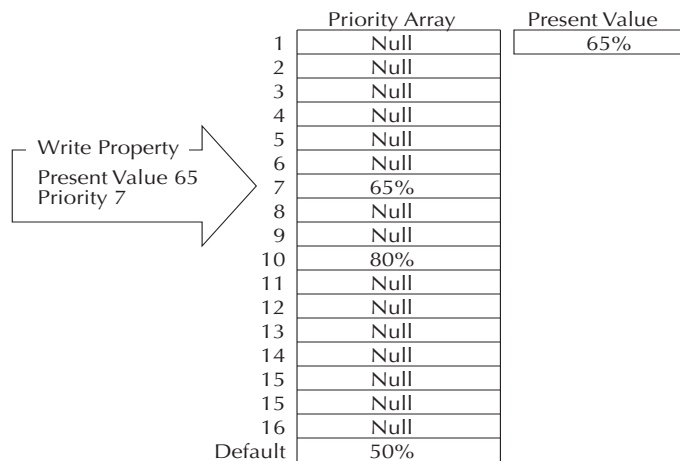 Priority Array Present Value
1 Null 65%
2 Null
3 Null
4 Null
5 Null
6 Null
Write Property
Present Value 65
Priority 7
7 65%
8 Null
9 Null
10 80%
11 Null
12 Null
13 Null
14 Null
15 Null
15 Null
16 Null
Default 50%